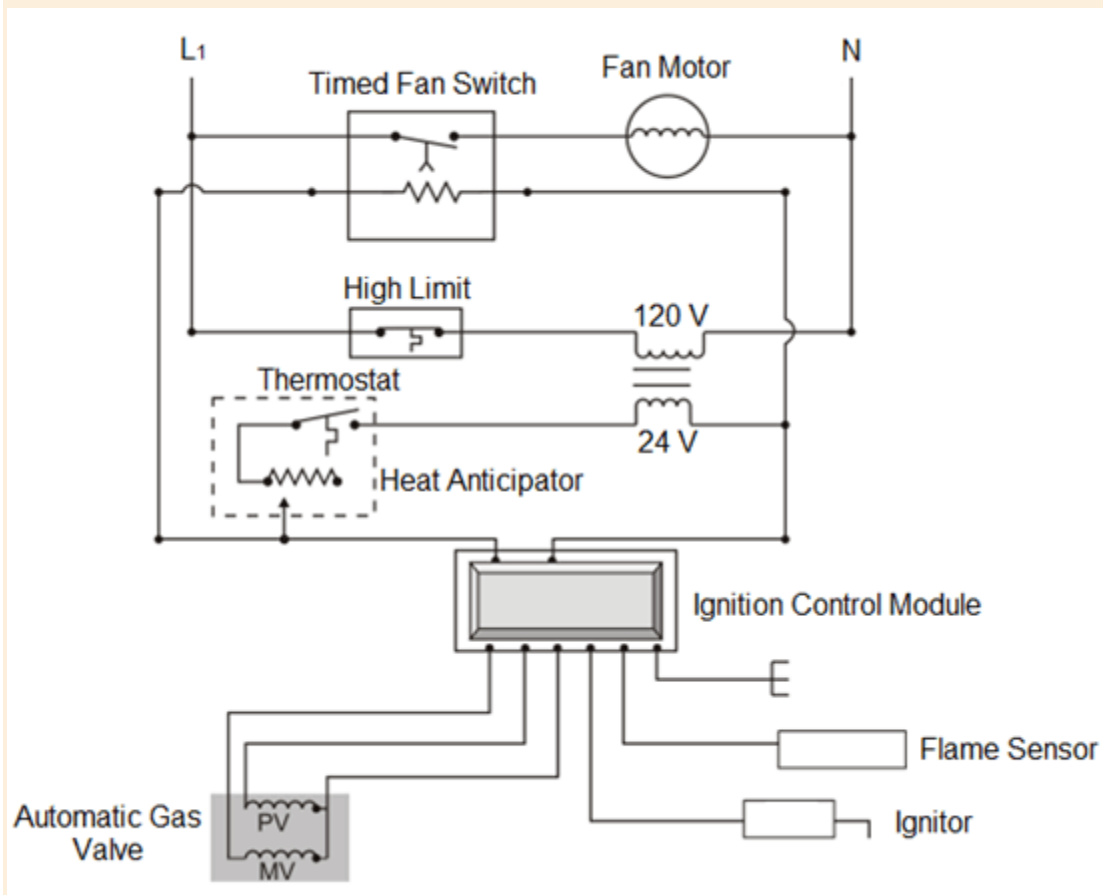 L1
N
Timed Fan Switch
Fan Motor
High Limit
120 V
Thermostat
24 V
Heat Anticipator
Ignition Control Module
Flame Sensor
Automatic Gas
Valve
PV
MV
Ignitor